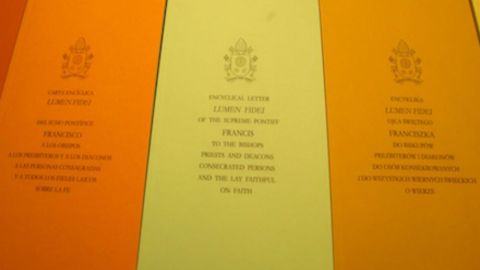 CARTA ENCÍCLICA
LUMEN FIDEI
DEL SUMO PONTÍFICE
FRANCISCO
A LOS OBISPOS
A LOS PRESBÍTEROS Y A LOS DIÁCONOS
A LAS PERSONAS CONSAGRADAS
Y A TODOS LOS FIELES LAICOS
SOBRE LA FE
ENCYCLICAL LETTER
LUMEN FIDEI
OF THE SUPREME PONTIFF
FRANCIS
TO THE BISHOPS
PRIESTS AND DEACONS
CONSECRATED PERSONS
AND THE LAY FAITHFUL
ON FAITH
ENCYKLIKA
LUMEN FIDEI
OJCA ŚWIĘTEGO
FRANCISZKA
DO BISKUPÓW
PREZBITERÓW I DIAKONÓW
DO OSÓB KONSEKROWANYCH
I DO WSZYSTKICH WIERNYCH ŚWIECKICH
O WIERZE